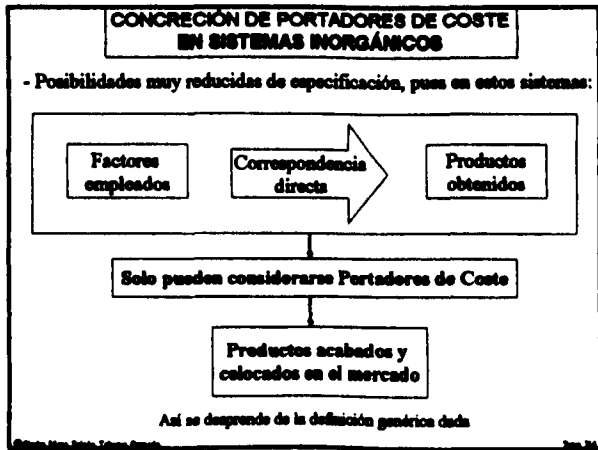 CONCRECIÓN DE PORTADORES DE COSTE
EN SISTEMAS INORGÁNICOS
- Posibilidades muy reducidas de especificación, pues en estos sistemas:
Factores
empleados
Correspondencia
directa
Productos
obtenidos
Solo pueden considerarse Portadores de Coste
Productos acabados y
colocados en el mercado
Así se desprende de la definición genérica dada